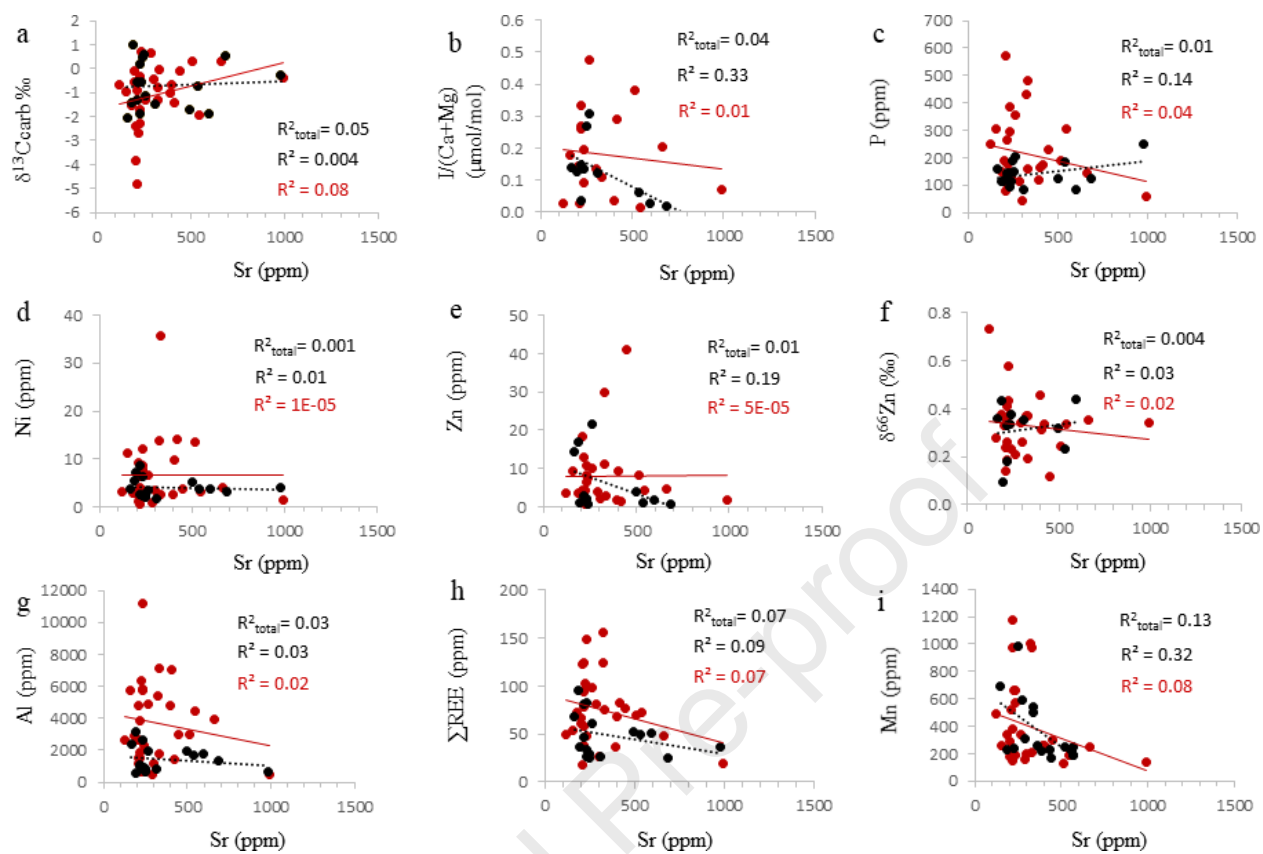 a
1
0
-1
-2
-3
-4
-5
-6
δ¹³Ccarb ‰
R²total = 0.05
R² = 0.004
R² = 0.08
0 500 1000 1500
Sr (ppm)
b
0.6
0.5
0.4
0.3
0.2
0.1
0.0
I/(Ca+Mg)
(μmol/mol)
R²total = 0.04
R² = 0.33
R² = 0.01
0 500 1000 1500
Sr (ppm)
c
700
600
500
400
300
200
100
0
P (ppm)
R²total = 0.01
R² = 0.14
R² = 0.04
0 500 1000 1500
Sr (ppm)
d
40
30
20
10
0
Ni (ppm)
R²total = 0.001
R² = 0.01
R² = 1E-05
0 500 1000 1500
Sr (ppm)
e
50
40
30
20
10
0
Zn (ppm)
R²total = 0.01
R² = 0.19
R² = 5E-05
0 500 1000 1500
Sr (ppm)
f
0.8
0.6
0.4
0.2
0.0
δ⁶⁶Zn (‰)
R²total = 0.004
R² = 0.03
R² = 0.02
0 500 1000 1500
Sr (ppm)
g
12000
10000
8000
6000
4000
2000
0
Al (ppm)
R²total = 0.03
R² = 0.03
R² = 0.02
0 500 1000 1500
Sr (ppm)
h
200
150
100
50
0
∑REE (ppm)
R²total = 0.07
R² = 0.09
R² = 0.07
0 500 1000 1500
Sr (ppm)
i
1400
1200
1000
800
600
400
200
0
Mn (ppm)
R²total = 0.13
R² = 0.32
R² = 0.08
0 500 1000 1500
Sr (ppm)
Pre-proof